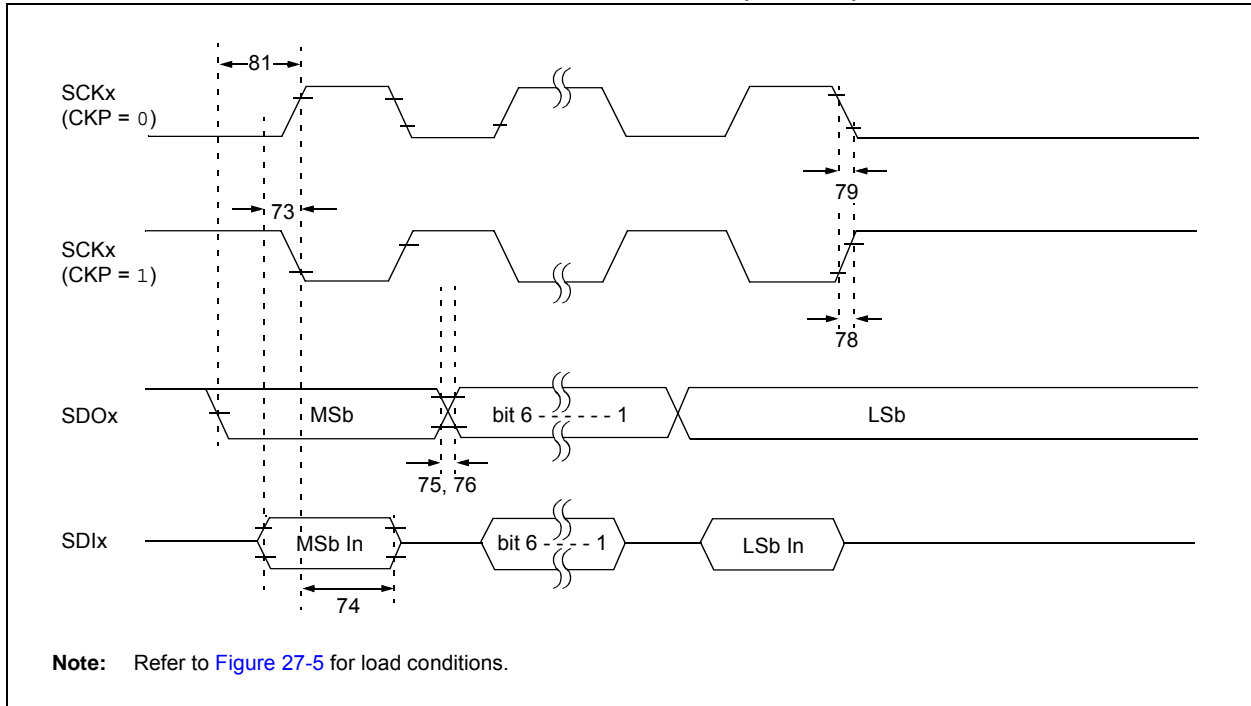 81
SCKx
(CKP = 0)
79
73
SCKx
(CKP = 1)
78
SDOx
MSb
bit 6 - - - - - - 1
LSb
75, 76
SDIx
MSb In
bit 6 - - - - 1
LSb In
74
Note: Refer to Figure 27-5 for load conditions.